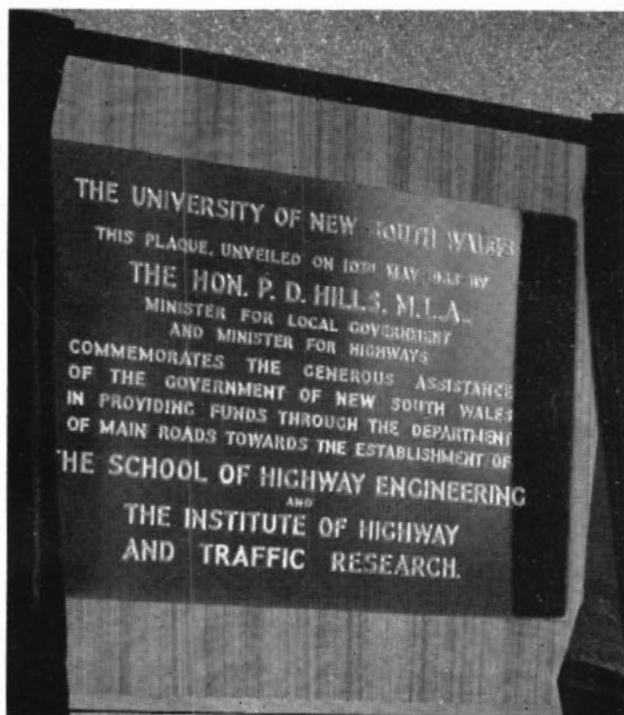 THE UNIVERSITY OF NEW SOUTH WALES
THIS PLAQUE, UNVEILED ON MAY BY
THE HON. P. D. HILLS, M.L.A.,
MINISTER FOR LOCAL GOVERNMENT
AND MINISTER FOR HIGHWAYS
COMMEMORATES THE GENEROUS ASSISTANCE
OF THE GOVERNMENT OF NEW SOUTH WALES
IN PROVIDING FUNDS THROUGH THE DEPARTMENT
OF MAIN ROADS TOWARDS THE ESTABLISHMENT OF
THE SCHOOL OF HIGHWAY ENGINEERING
AND
THE INSTITUTE OF HIGHWAY
AND TRAFFIC RESEARCH.